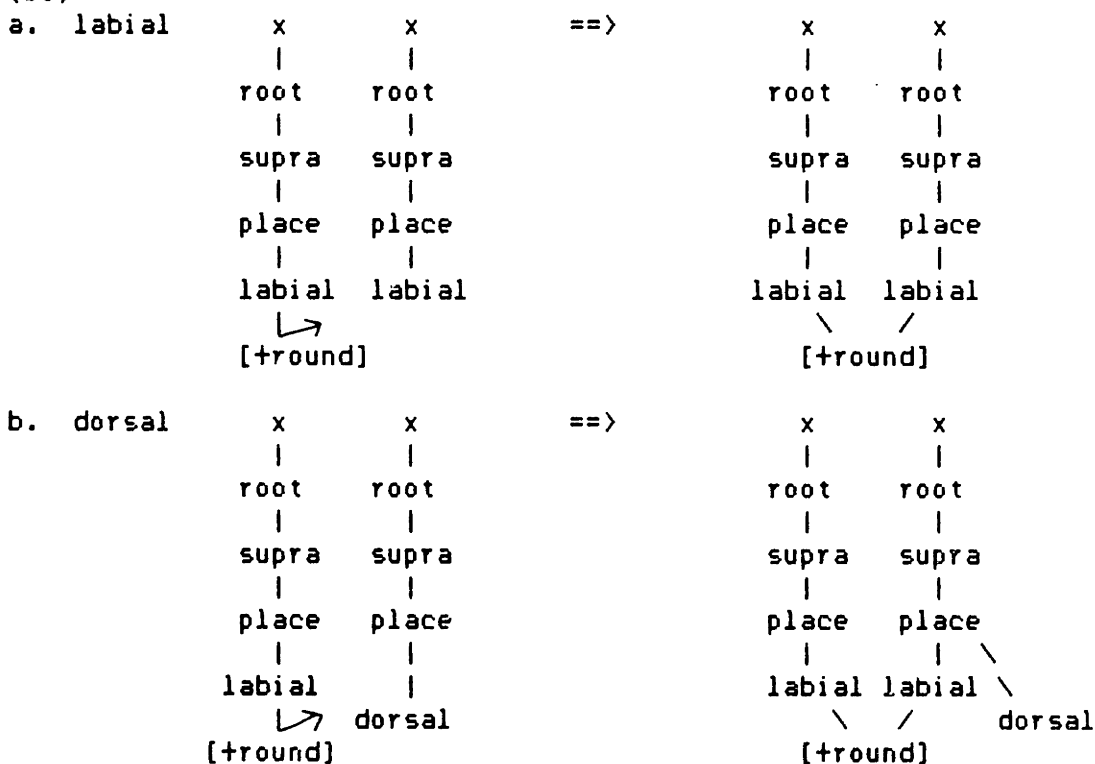 a. labial x x ==> x x
| | | |
root root root root
| | | |
supra supra supra supra
| | | |
place place place place
| | | |
labial labial labial labial
\ /
[+round] [+round]
b. dorsal x x ==> x x
| | | |
root root root root
| | | |
supra supra supra supra
| | | |
place place place place
| | | | \
labial | labial labial \
dorsal \ / dorsal
[+round] [+round]